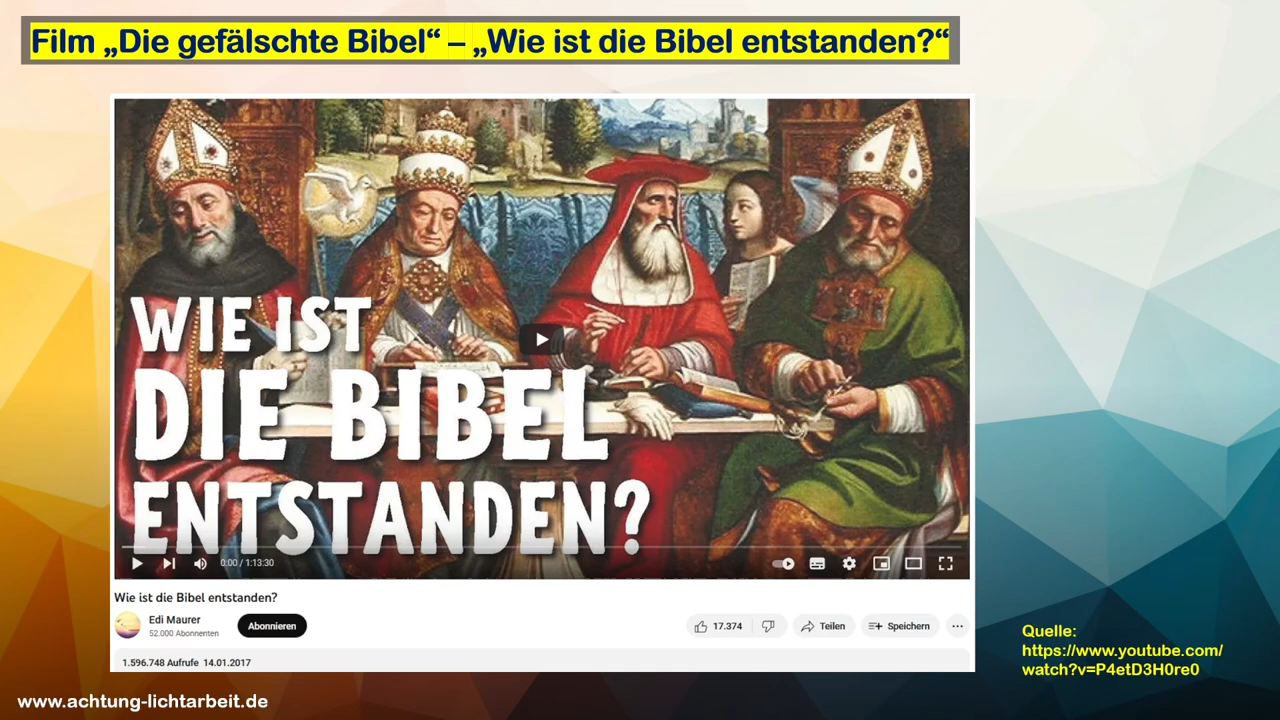 Film „Die gefälschte Bibel“ – „Wie ist die Bibel entstanden?“
WIE IST
DIE BIBEL
ENTSTANDEN?
0:00 / 1:13:30
Wie ist die Bibel entstanden?
Edi Maurer
52.000 Abonnenten
Abonnieren
17.374
Teilen
Speichern
1.596.748 Aufrufe 14.01.2017
Quelle:
https://www.youtube.com/
watch?v=P4etD3H0re0
www.achtung-lichtarbeit.de